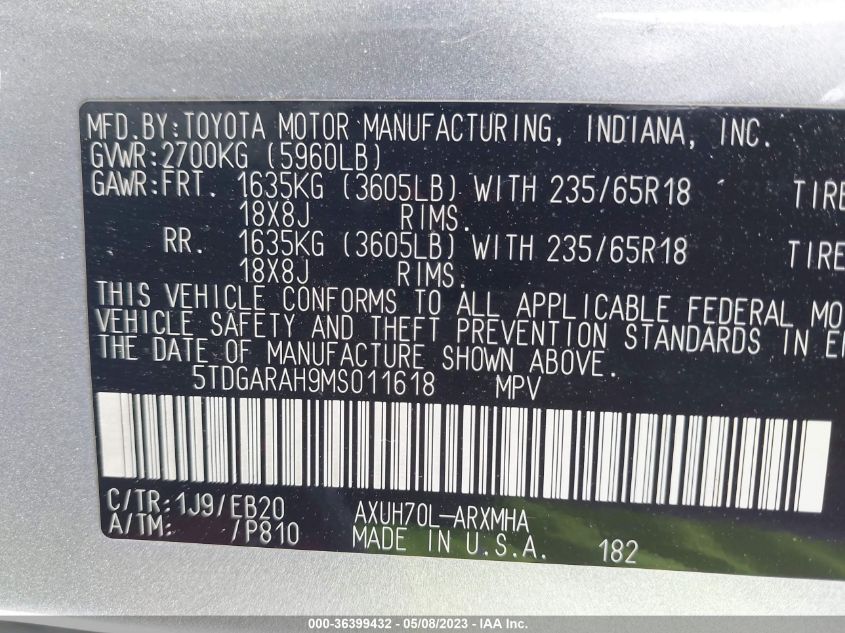 MFD.BY:TOYOTA MOTOR MANUFACTURING, INDIANA, INC.
GVWR:2700KG (5960LB)
GAWR:FRT. 1635KG (3605LB) WITH 235/65R18 TIRE
18X8J RIMS.
RR. 1635KG (3605LB) WITH 235/65R18 TIRE
18X8J RIMS.
THIS VEHICLE CONFORMS TO ALL APPLICABLE FEDERAL MO
VEHICLE SAFETY AND THEFT PREVENTION STANDARDS IN E
THE DATE OF MANUFACTURE SHOWN ABOVE.
5TDGARAH9MS011618 MPV
C/TR:1J9/EB20 AXUH70L-ARXMHA
A/TM: /P810 MADE IN U.S.A. 182
000-36399432 - 05/08/2023 - IAA Inc.